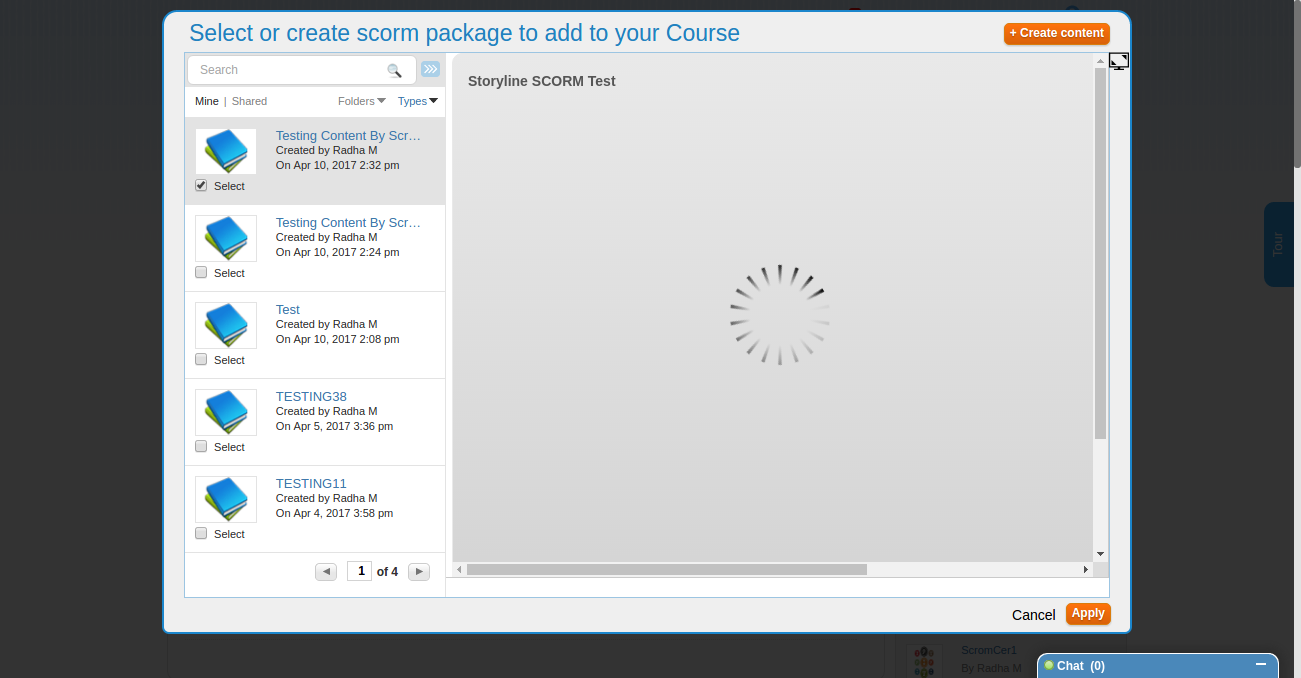 Select or create scorm package to add to your Course
+ Create content
Search
Mine | Shared
Folders
Types
Testing Content By Scr…
Created by Radha M
On Apr 10, 2017 2:32 pm
Select
Testing Content By Scr…
Created by Radha M
On Apr 10, 2017 2:24 pm
Select
Test
Created by Radha M
On Apr 10, 2017 2:08 pm
Select
TESTING38
Created by Radha M
On Apr 5, 2017 3:36 pm
Select
TESTING11
Created by Radha M
On Apr 4, 2017 3:58 pm
Select
1 of 4
Storyline SCORM Test
Tour
Cancel
Apply
ScromCer1
By Radha M
Chat (0)